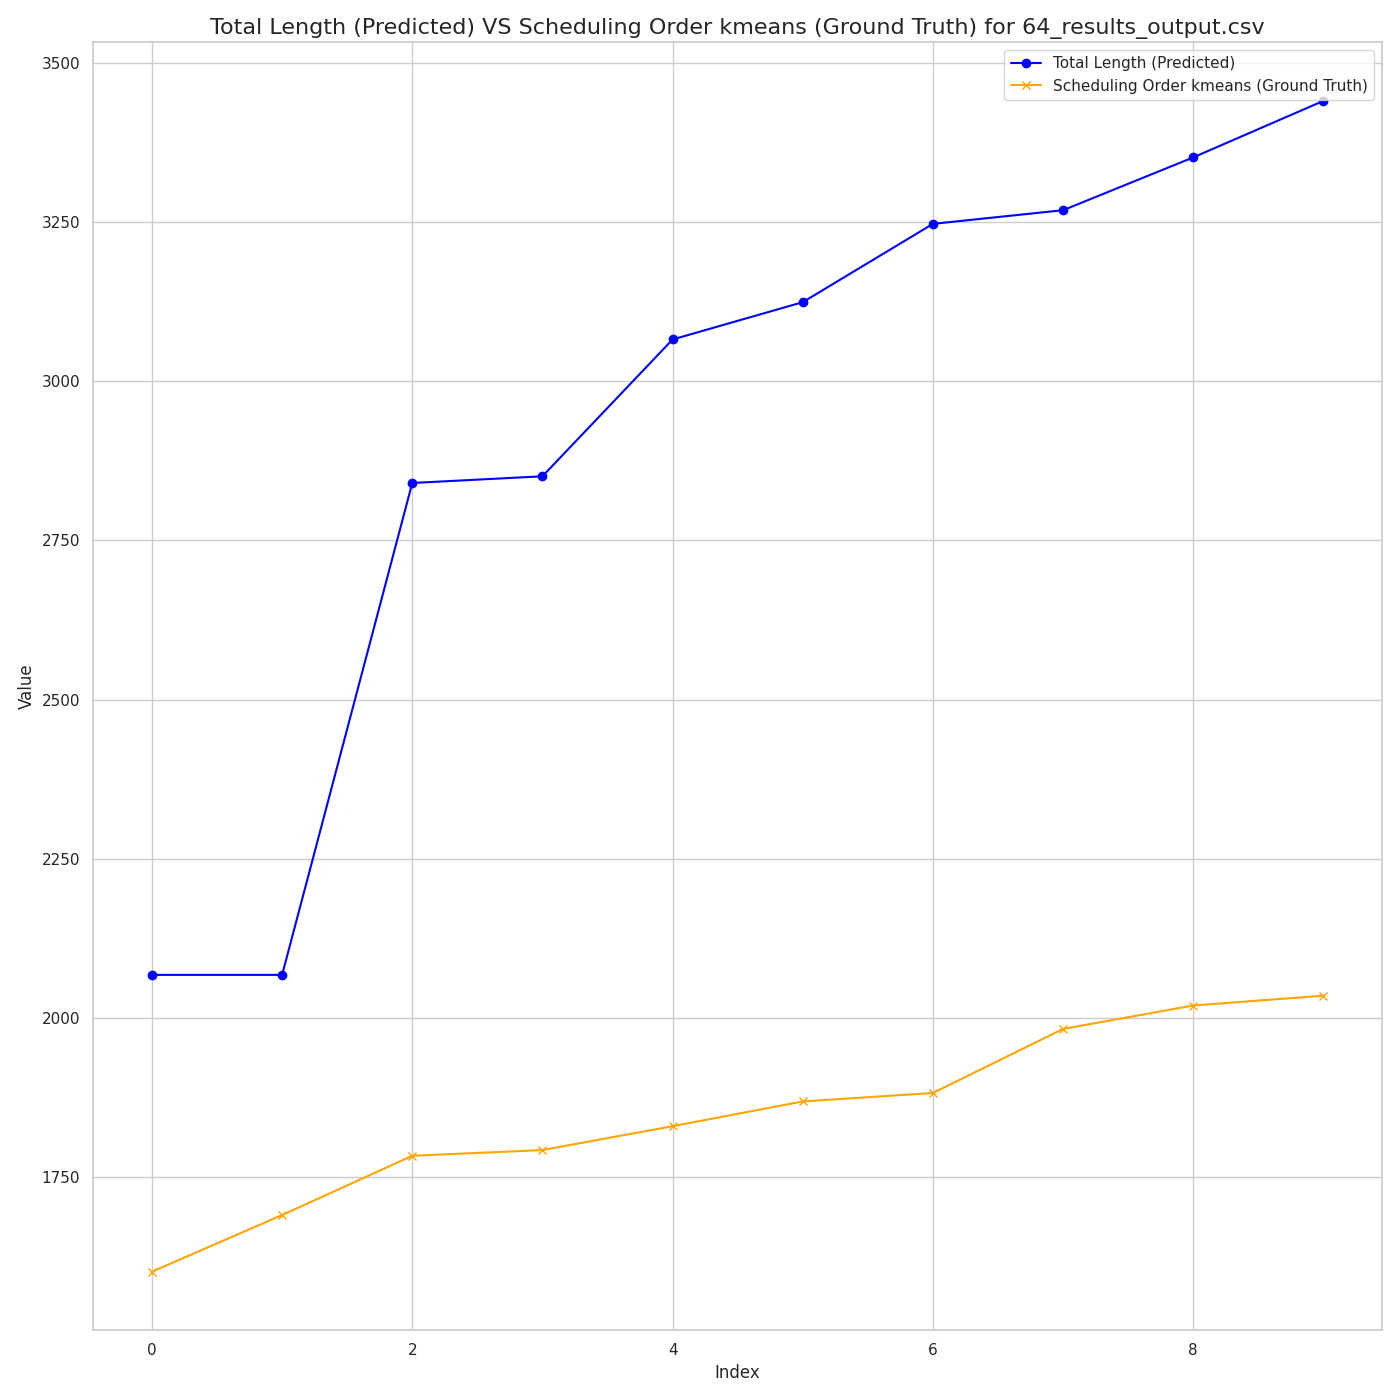 Total Length (Predicted) VS Scheduling Order kmeans (Ground Truth) for 64_results_output.csv
Total Length (Predicted)
Scheduling Order kmeans (Ground Truth)
3500
3250
3000
2750
2500
2250
2000
1750
Value
0 2 4 6 8
Index